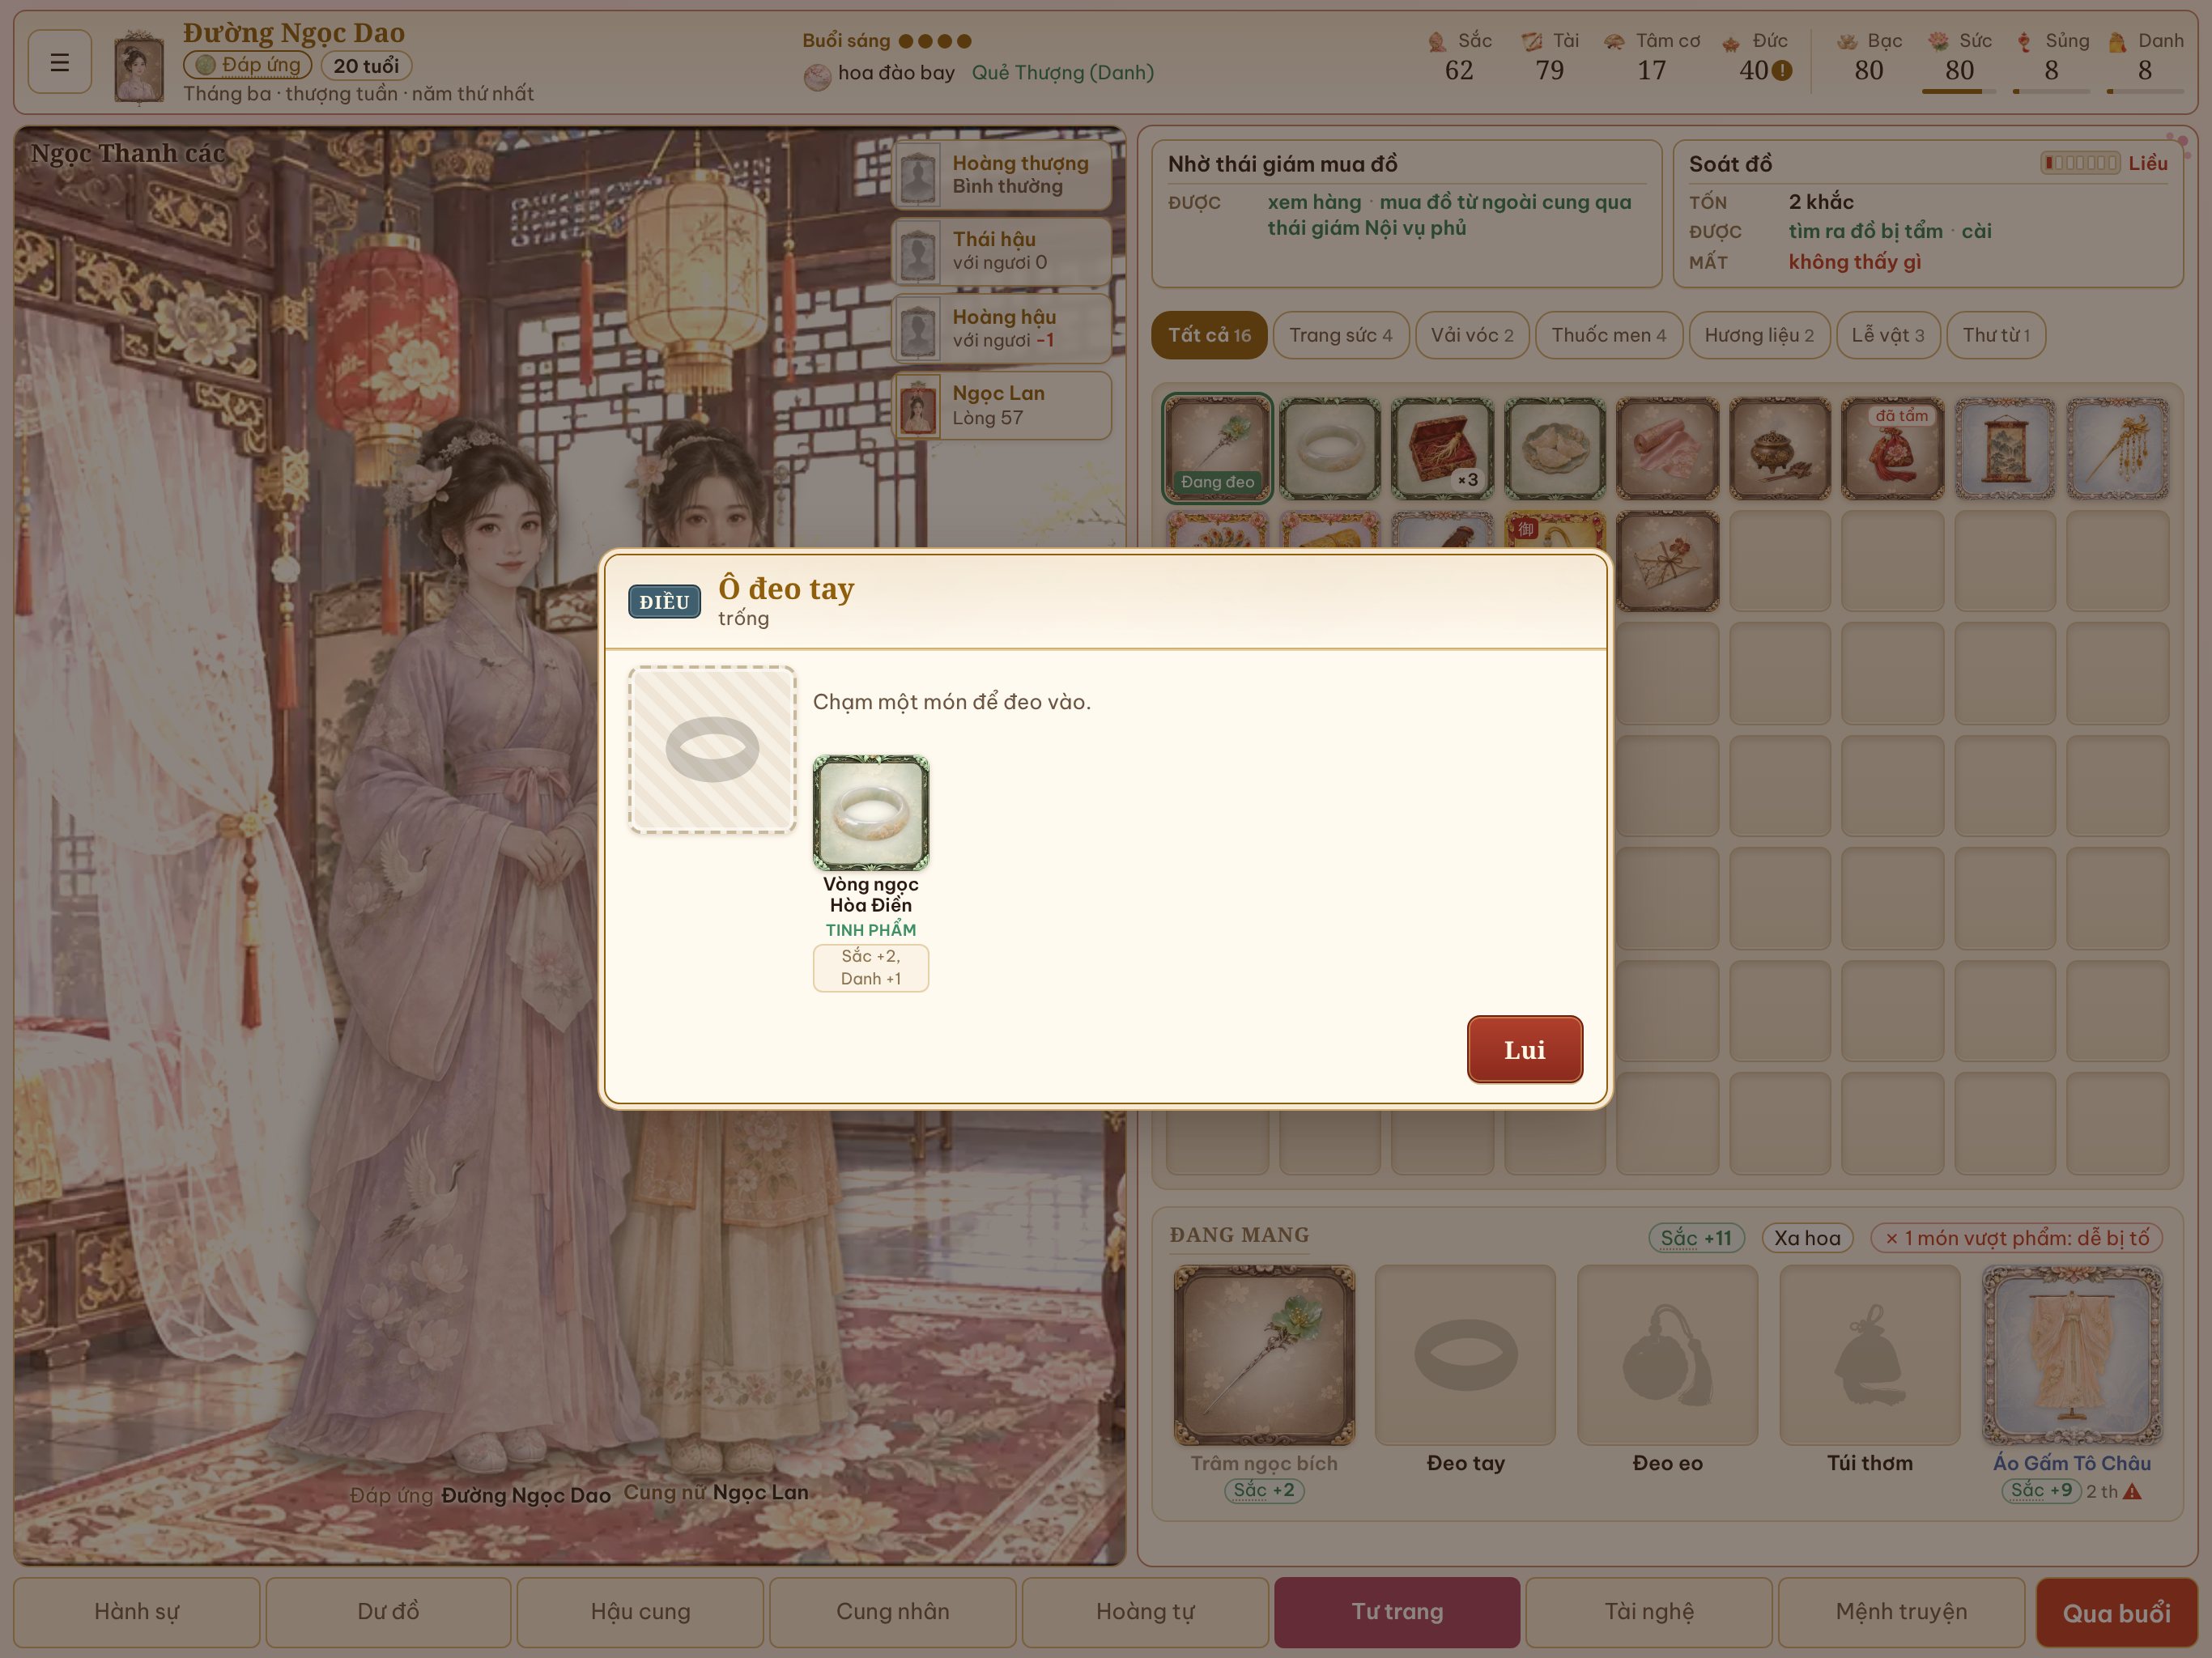 Đường Ngọc Dao
Đáp ứng
20 tuổi
Tháng ba · thượng tuần · năm thứ nhất
Buổi sáng
hoa đào bay Quẻ Thượng (Danh)
Sắc Tài Tâm cơ Đức Bạc Sức Sủng Danh
62 79 17 40 ! 80 80 8 8
Ngọc Thanh các
Hoàng thượng
Bình thường
Thái hậu
với ngươi 0
Hoàng hậu
với ngươi -1
Ngọc Lan
Lòng 57
Nhờ thái giám mua đồ
ĐƯỢC xem hàng · mua đồ từ ngoài cung qua
thái giám Nội vụ phủ
Soát đồ Liều
TỐN 2 khắc
ĐƯỢC tìm ra đồ bị tẩm · cài
MẤT không thấy gì
Tất cả 16 Trang sức 4 Vải vóc 2 Thuốc men 4 Hương liệu 2 Lễ vật 3 Thư từ 1
Đang đeo
×3
đã tẩm
御
ĐIỀU
Ô đeo tay
trống
Chạm một món để đeo vào.
Vòng ngọc
Hòa Điền
TINH PHẨM
Sắc +2,
Danh +1
Lui
ĐANG MANG
Sắc +11
Xa hoa
× 1 món vượt phẩm: dễ bị tố
Trâm ngọc bích
Sắc +2
Đeo tay
Đeo eo
Túi thơm
Áo Gấm Tô Châu
Sắc +9 2 th
Đáp ứng Đường Ngọc Dao
Cung nữ Ngọc Lan
Hành sự
Dư đồ
Hậu cung
Cung nhân
Hoàng tự
Tư trang
Tài nghệ
Mệnh truyện
Qua buổi